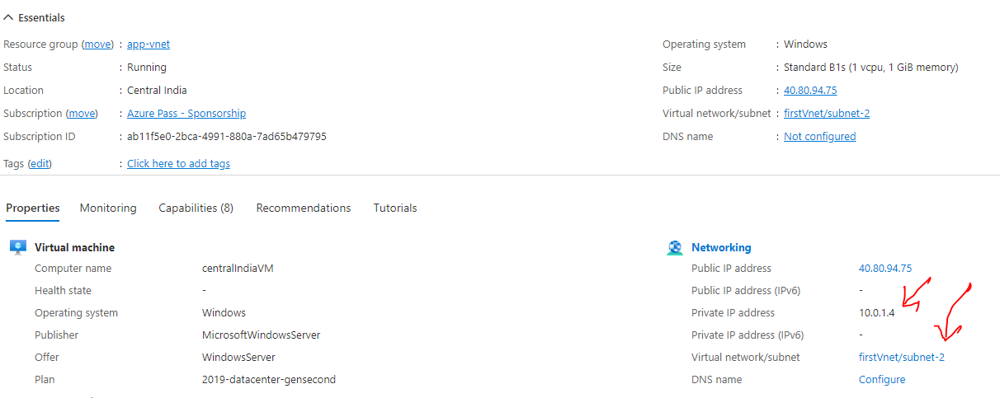 Essentials
Resource group (move) : app-vnet
Status : Running
Location : Central India
Subscription (move) : Azure Pass - Sponsorship
Subscription ID : ab11f5e0-2bca-4991-880a-7ad65b479795
Tags (edit) : Click here to add tags
Operating system : Windows
Size : Standard B1s (1 vcpu, 1 GiB memory)
Public IP address : 40.80.94.75
Virtual network/subnet : firstVnet/subnet-2
DNS name : Not configured
Properties Monitoring Capabilities (8) Recommendations Tutorials
Virtual machine
Computer name centralIndiaVM
Health state -
Operating system Windows
Publisher MicrosoftWindowsServer
Offer WindowsServer
Plan 2019-datacenter-gensecond
Networking
Public IP address 40.80.94.75
Public IP address (IPv6) -
Private IP address 10.0.1.4
Private IP address (IPv6) -
Virtual network/subnet firstVnet/subnet-2
DNS name Configure